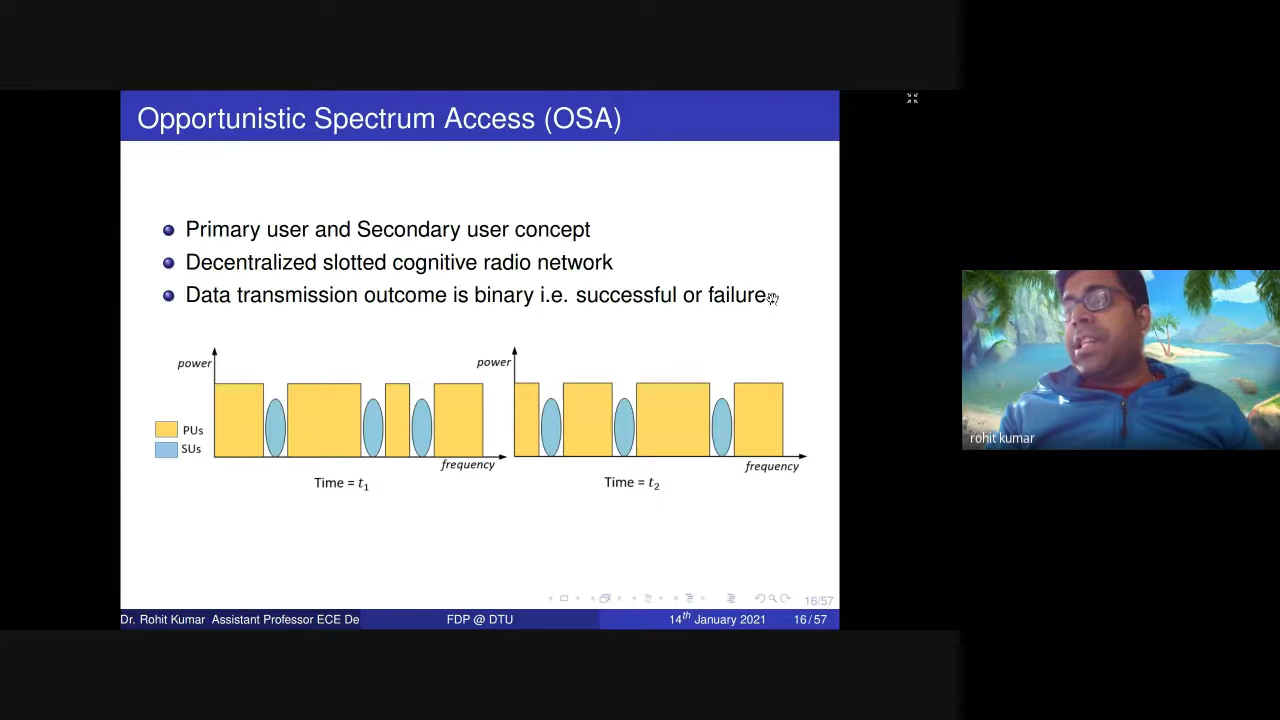 Opportunistic Spectrum Access (OSA)
Primary user and Secondary user concept
Decentralized slotted cognitive radio network
Data transmission outcome is binary i.e. successful or failure
power
power
PUs
SUs
frequency
frequency
Time = t1
Time = t2
rohit kumar
16/57
Dr. Rohit Kumar Assistant Professor ECE De
FDP @ DTU
14th January 2021
16 / 57